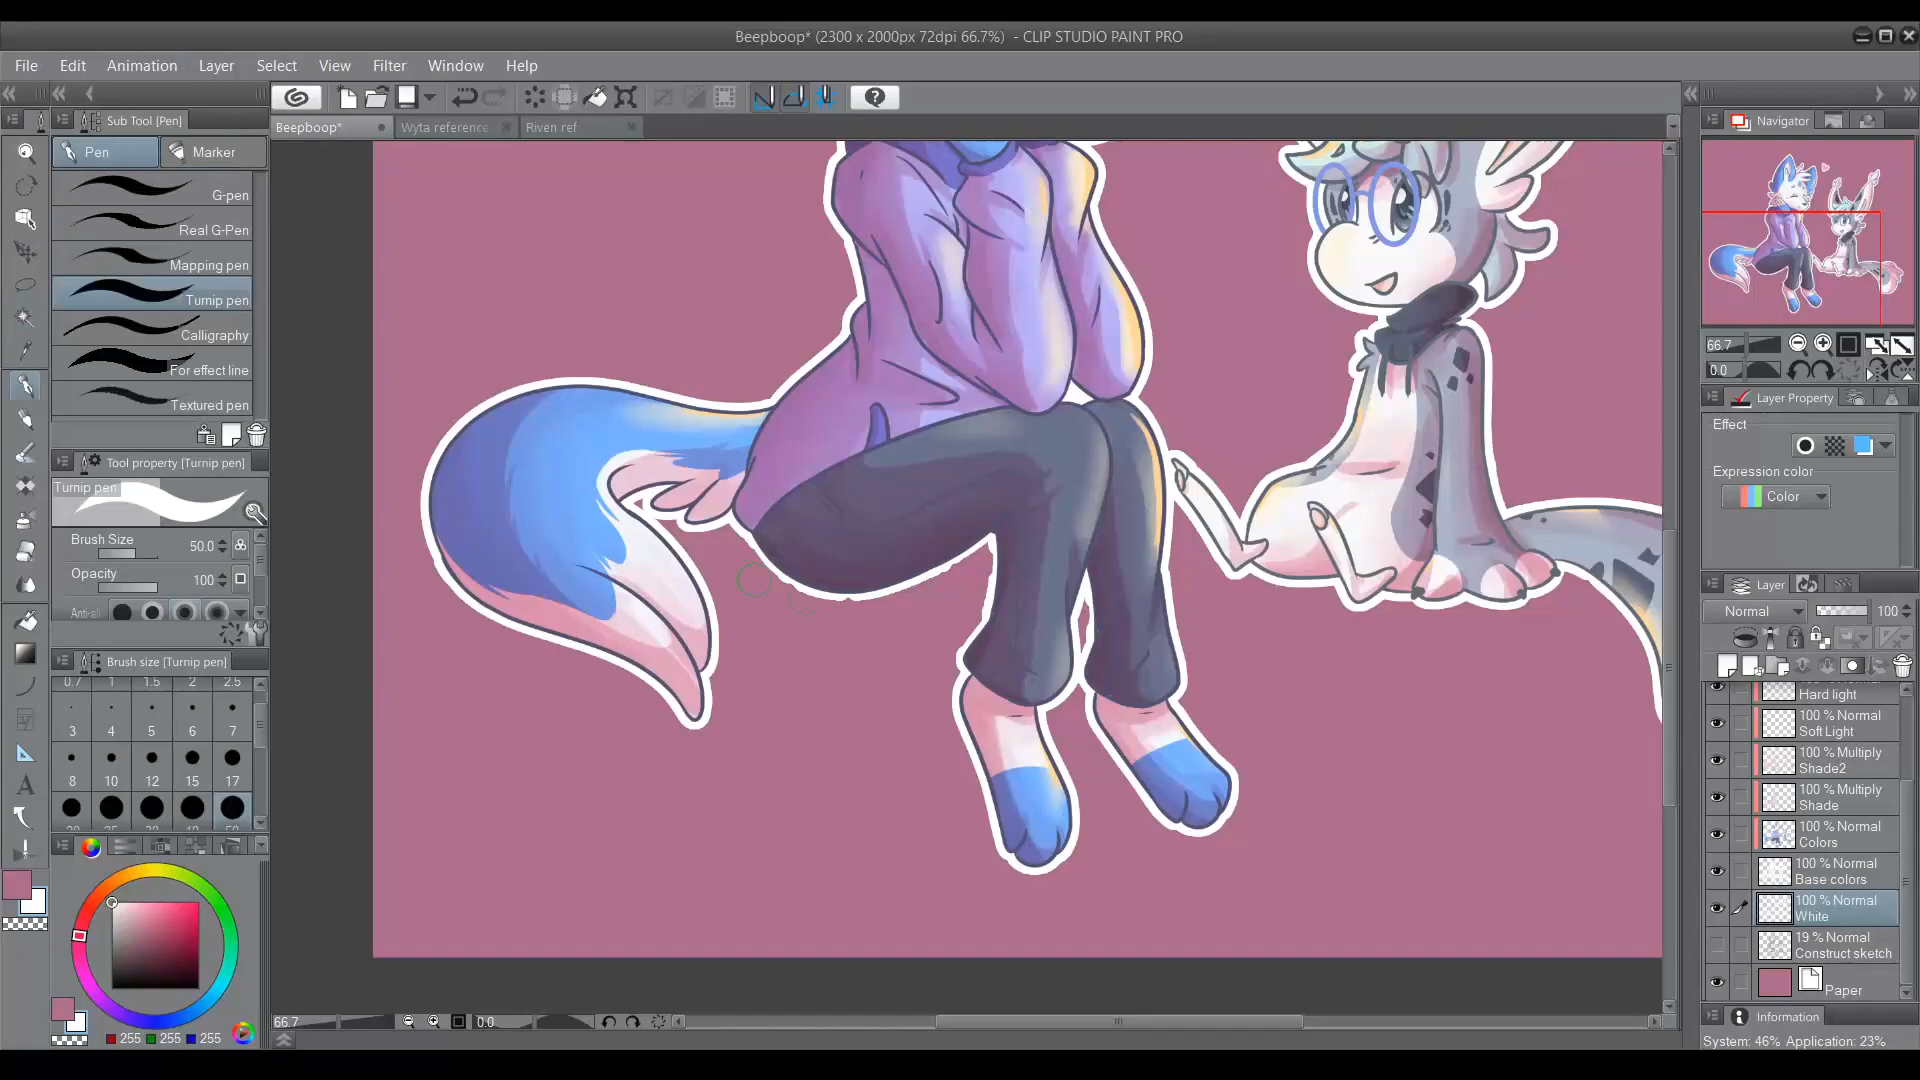 Beepboop* (2300 x 2000px 72dpi 66.7%) - CLIP STUDIO PAINT PRO
File Edit Animation Layer Select View Filter Window Help
Sub Tool [Pen]
Pen Marker
G-pen
Real G-Pen
Mapping pen
Turnip pen
Calligraphy
For effect line
Textured pen
Tool property [Turnip pen]
Turnip pen
Brush Size 50.0
Opacity 100
Anti-ali
Brush size [Turnip pen]
0.7 1 1.5 2 2.5
3 4 5 6 7
8 10 12 15 17
255 255 255
Beepboop* Wyta reference Riven ref
66.7 0.0
Navigator
66.7
0.0
Layer Property
Effect
Expression color
Color
Layer
Normal 100
Hard light
100 % Normal
Soft Light
100 % Multiply
Shade2
100 % Multiply
Shade
100 % Normal
Colors
100 % Normal
Base colors
100 % Normal
White
19 % Normal
Construct sketch
Paper
Information
System: 46% Application: 23%